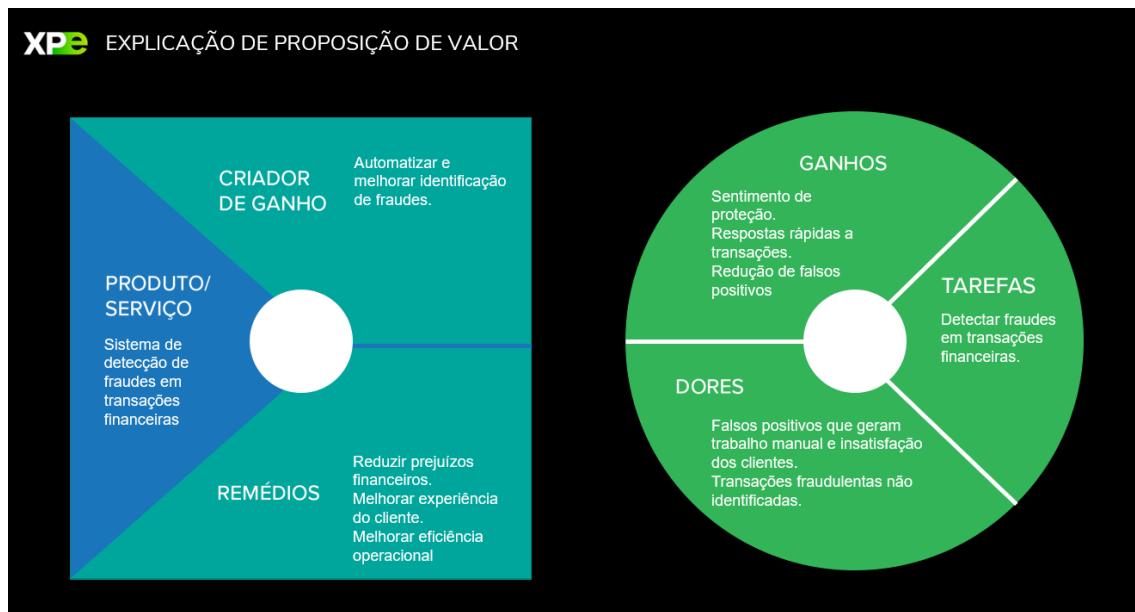 XPe EXPLICAÇÃO DE PROPOSIÇÃO DE VALOR
CRIADOR
DE GANHO
Automatizar e
melhorar identificação
de fraudes.
PRODUTO/
SERVIÇO
Sistema de
detecção de
fraudes em
transações
financeiras
REMÉDIOS
Reduzir prejuízos
financeiros.
Melhorar experiência
do cliente.
Melhorar eficiência
operacional
GANHOS
Sentimento de
proteção.
Respostas rápidas a
transações.
Redução de falsos
positivos
TAREFAS
Detectar fraudes
em transações
financeiras.
DORES
Falsos positivos que geram
trabalho manual e insatisfação
dos clientes.
Transações fraudulentas não
identificadas.